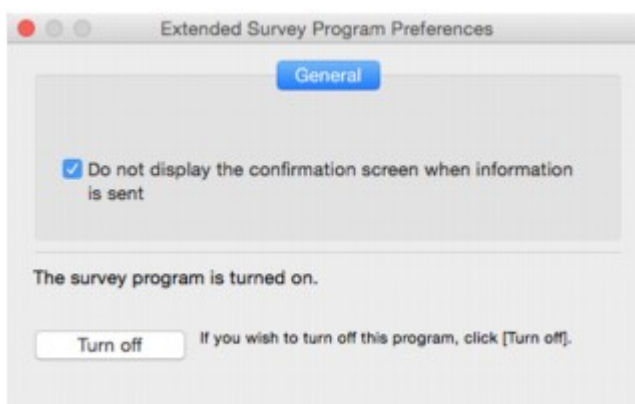 Extended Survey Program Preferences
General
Do not display the confirmation screen when information
is sent
The survey program is turned on.
Turn off
If you wish to turn off this program, click [Turn off].